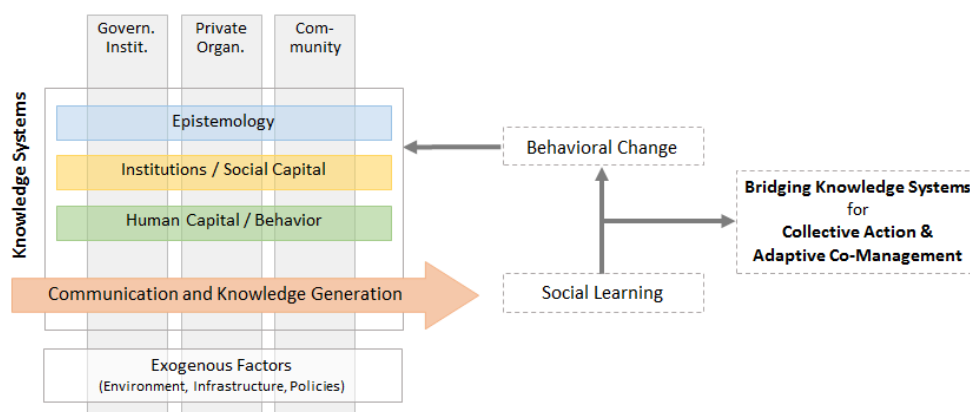 Govern.
Instit.
Private
Organ.
Com-
munity
Knowledge Systems
Epistemology
Institutions / Social Capital
Human Capital / Behavior
Communication and Knowledge Generation
Exogenous Factors
(Environment, Infrastructure, Policies)
Behavioral Change
Social Learning
Bridging Knowledge Systems
for
Collective Action &
Adaptive Co-Management